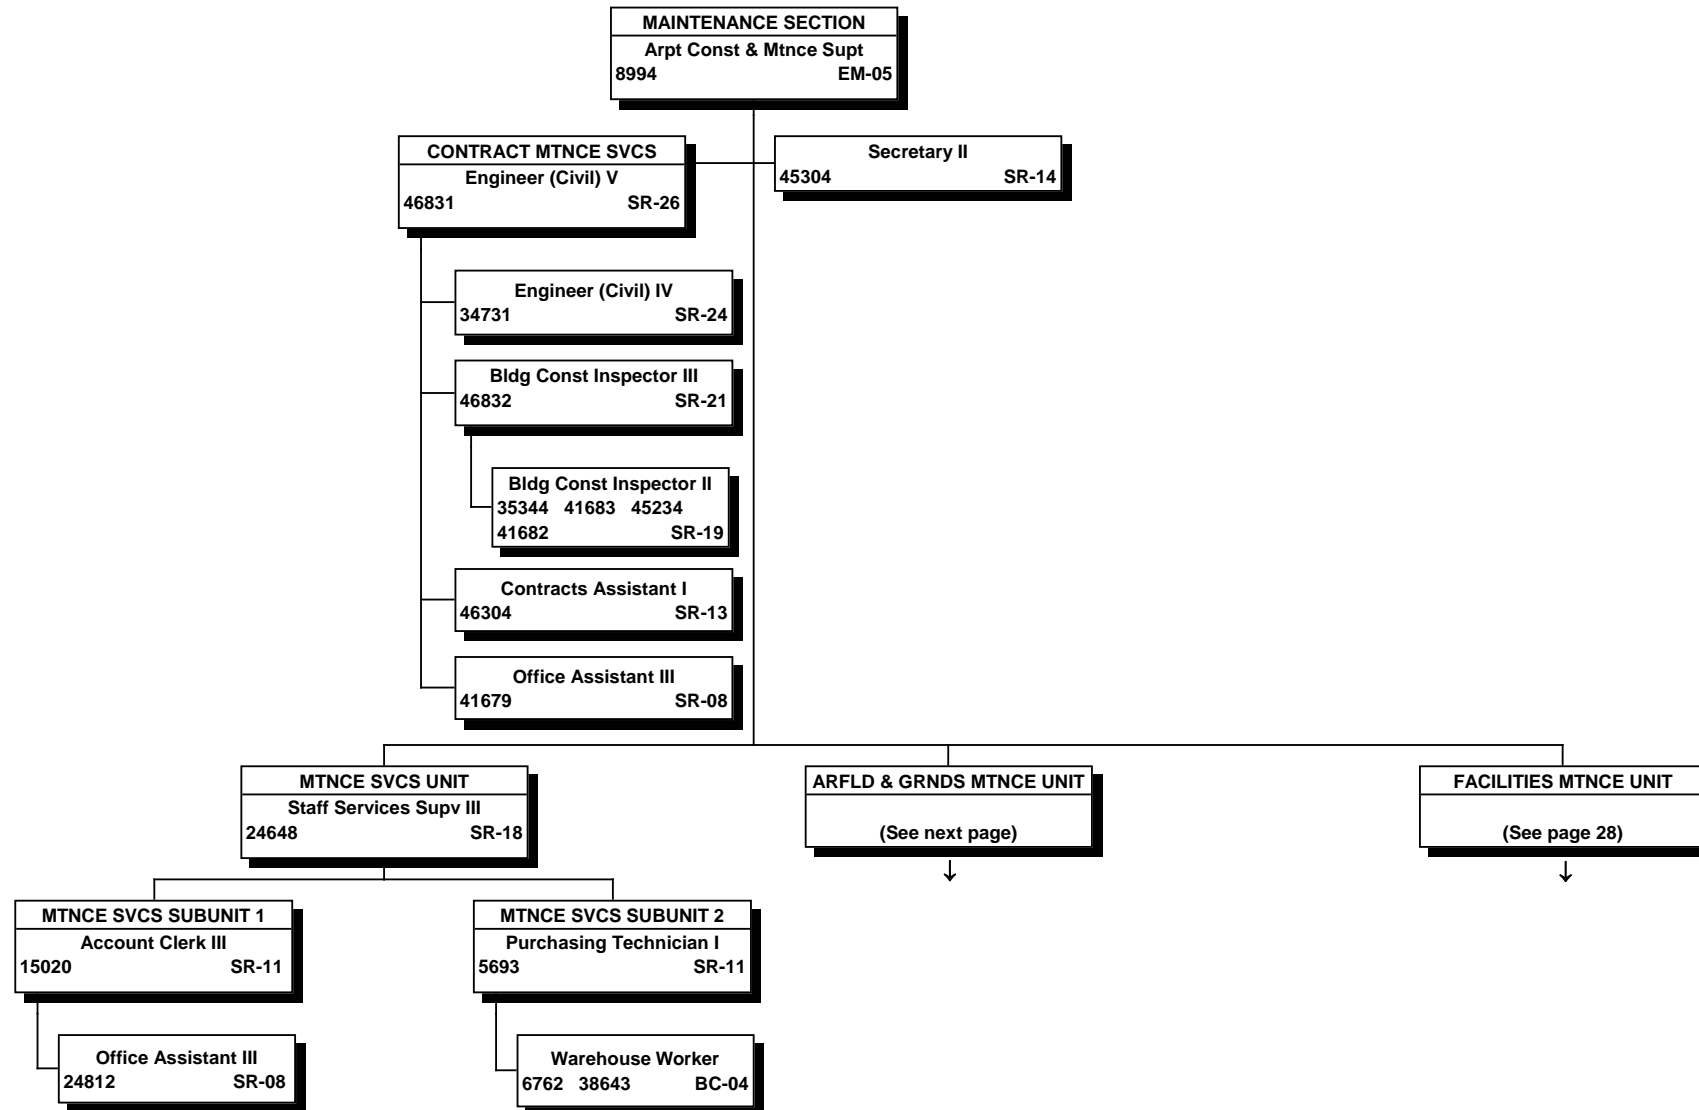 MAINTENANCE SECTION
Arpt Const & Mtnce Supt
8994 EM-05
CONTRACT MTNCE SVCS
Engineer (Civil) V
46831 SR-26
Secretary II
45304 SR-14
Engineer (Civil) IV
34731 SR-24
Bldg Const Inspector III
46832 SR-21
Bldg Const Inspector II
35344 41683 45234
41682 SR-19
Contracts Assistant I
46304 SR-13
Office Assistant III
41679 SR-08
MTNCE SVCS UNIT
Staff Services Supv III
24648 SR-18
ARFLD & GRNDS MTNCE UNIT
(See next page)
↓
FACILITIES MTNCE UNIT
(See page 28)
↓
MTNCE SVCS SUBUNIT 1
Account Clerk III
15020 SR-11
MTNCE SVCS SUBUNIT 2
Purchasing Technician I
5693 SR-11
Office Assistant III
24812 SR-08
Warehouse Worker
6762 38643 BC-04